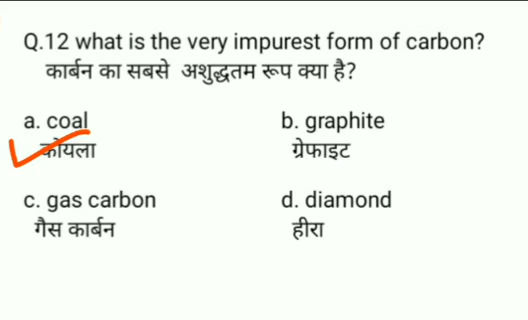 Q.12 what is the very impurest form of carbon?
कार्बन का सबसे अशुद्धतम रूप क्या है?
a. coal
कोयला
b. graphite
ग्रेफाइट
c. gas carbon
गैस कार्बन
d. diamond
हीरा